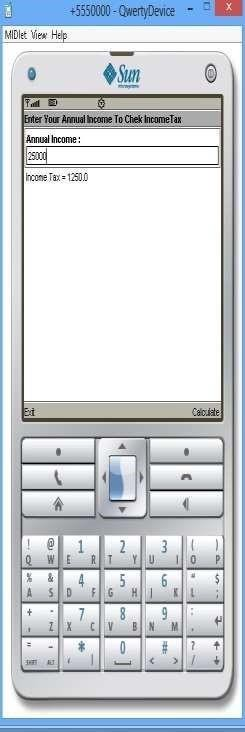 +5550000 - QwertyDevice
MIDlet View Help
Sun
microsystems
Enter Your Annual Income To Chek IncomeTax
Annual Income :
25000
Income Tax = 1250.0
Exit
Calculate
! @ 1 2 3 ( )
Q W E R T Y U I O P
% & 4 5 6 " $
A S D F G H J K L ;
+ - 7 8 9 :
, Z X C V B N M .
= ~ * 0 # ?
SHIFT ALT ' | < > /